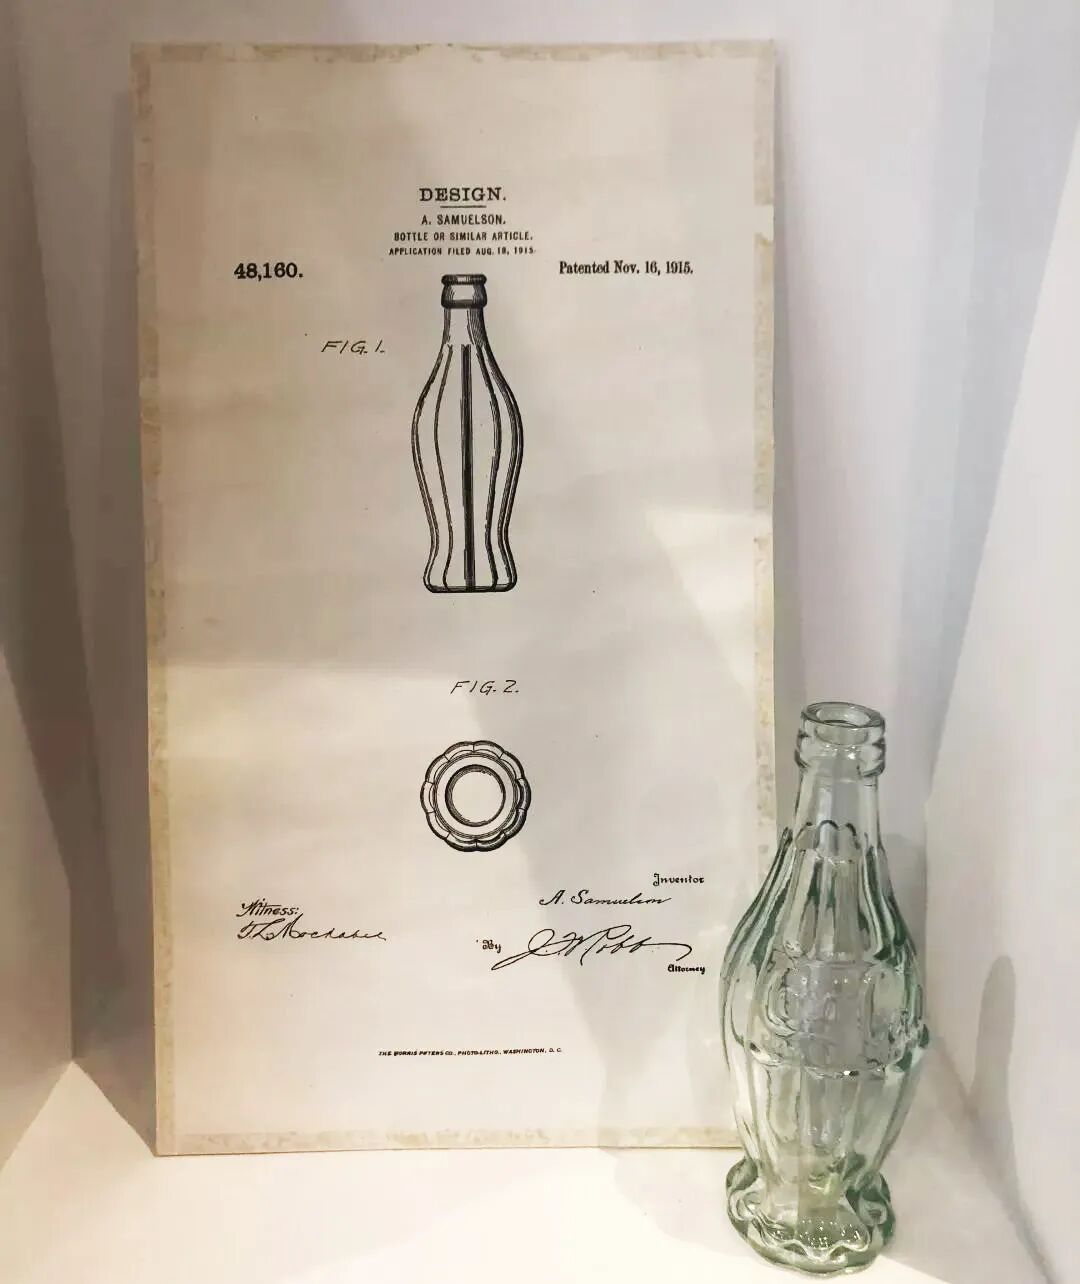 DESIGN.
A. SAMUELSON.
BOTTLE OR SIMILAR ARTICLE.
APPLICATION FILED AUG. 18, 1915.
48,160.
Patented Nov. 16, 1915.
FIG. 1.
FIG. 2.
Inventor
A. Samuelson
Witness:
By
Attorney
THE NORRIS PETERS CO., PHOTO-LITHO., WASHINGTON, D. C.